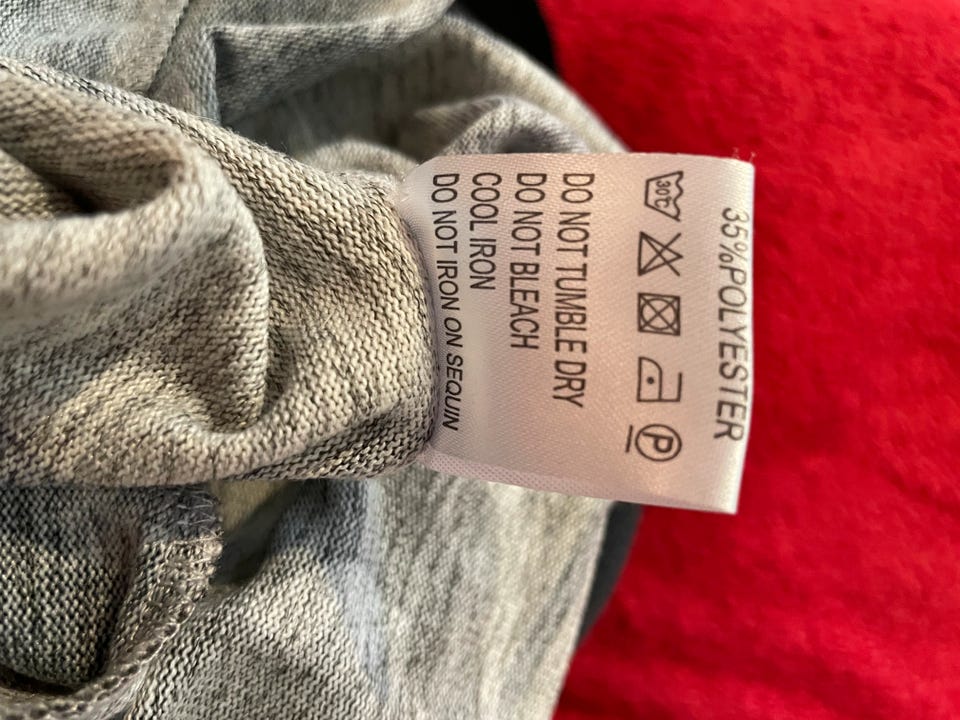 35%POLYESTER
30℃ P
DO NOT TUMBLE DRY
DO NOT BLEACH
COOL IRON
DO NOT IRON ON SEQUIN